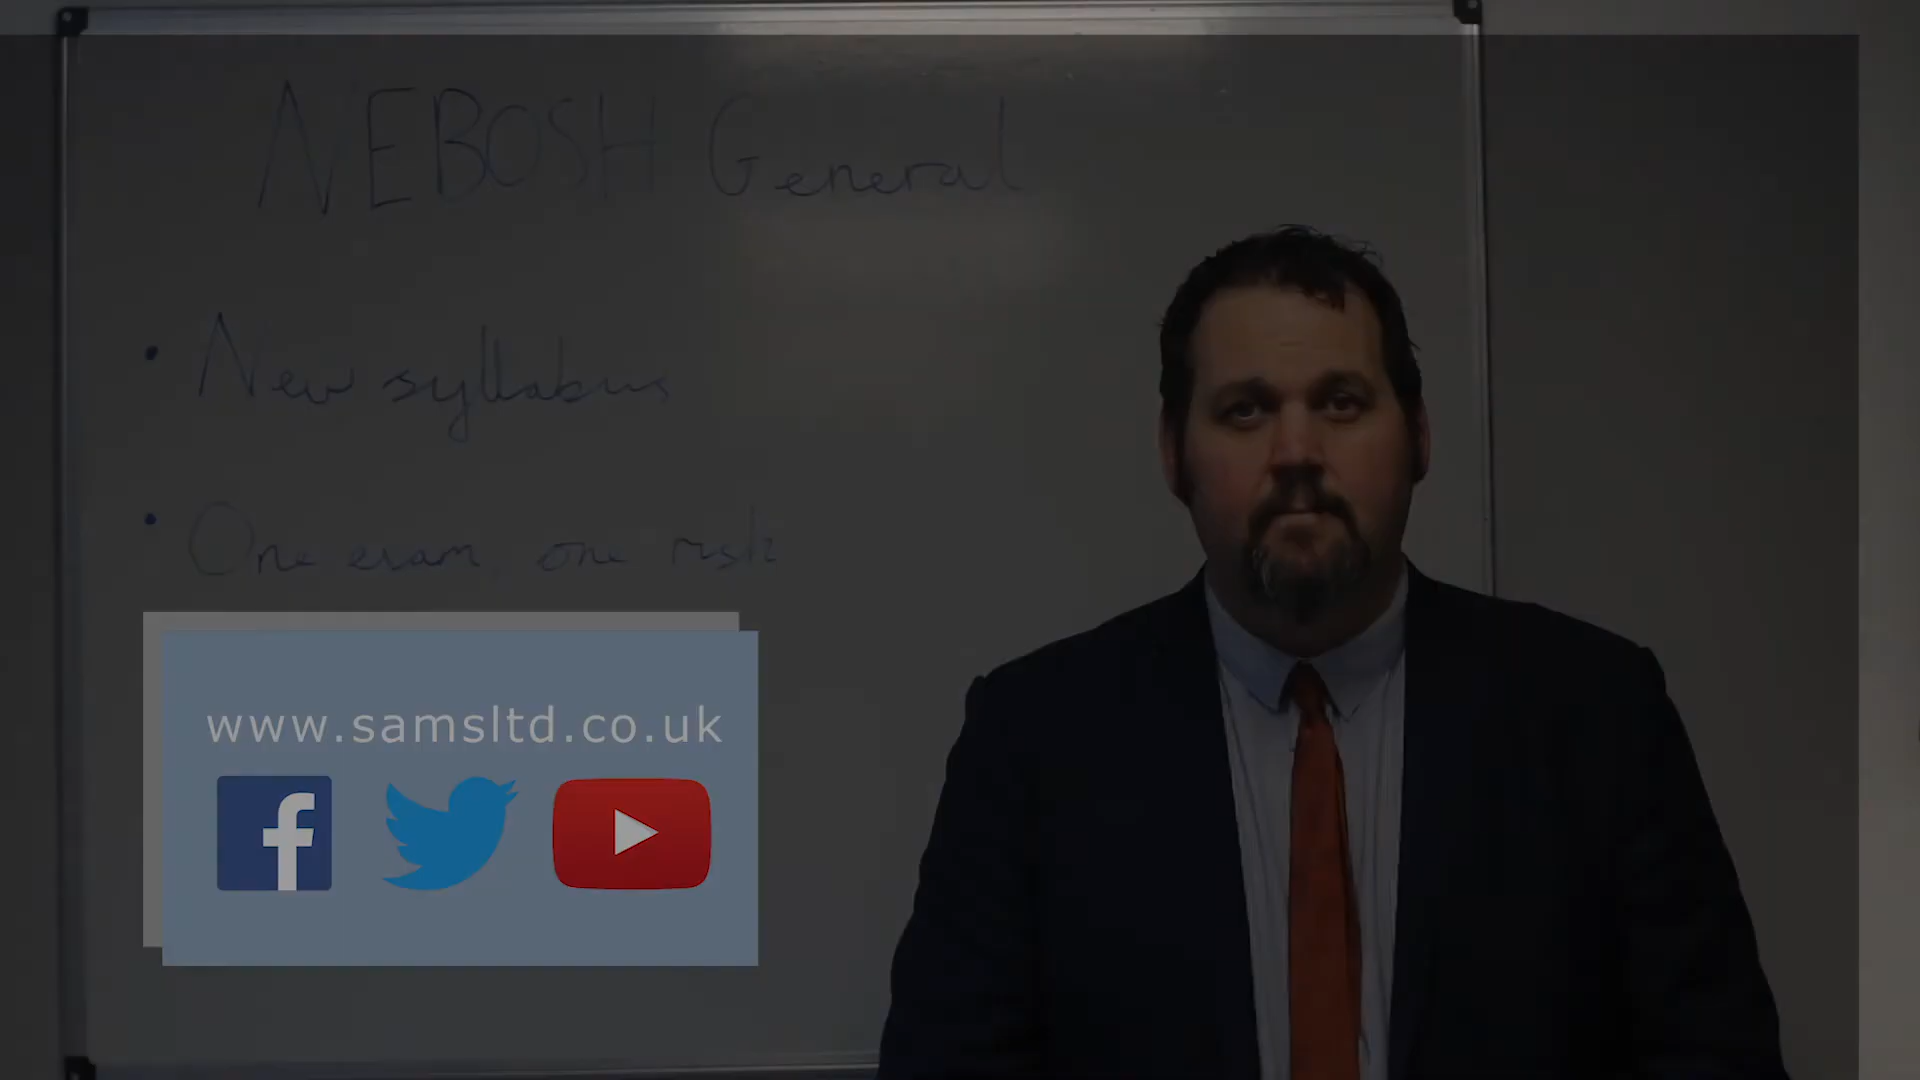 NEBOSH General
• New syllabus
• One exam, one risk
www.samsltd.co.uk